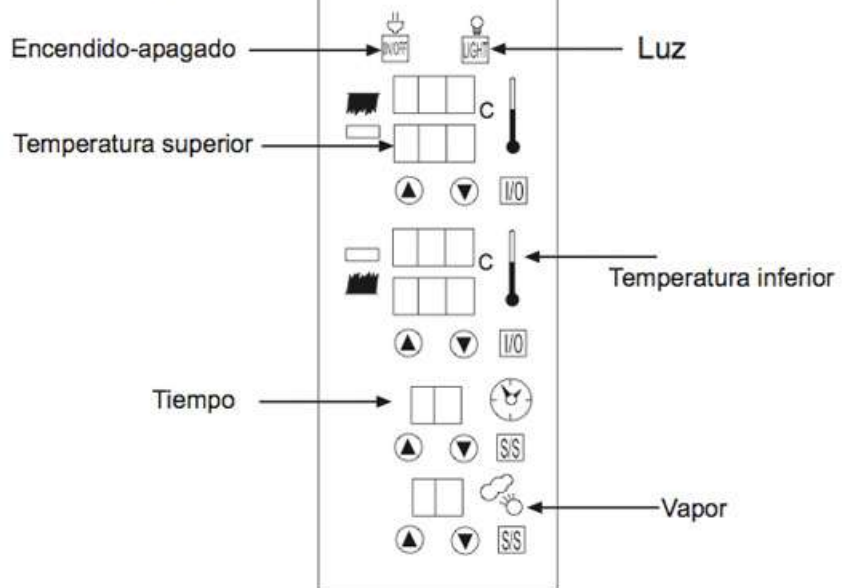 Encendido-apagado
ON/OFF
LIGHT
Luz
C
Temperatura superior
I/O
C
Temperatura inferior
I/O
Tiempo
S/S
Vapor
S/S